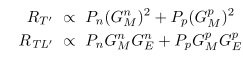 R_{T'} ∝ P_n(G_M^n)^2 + P_p(G_M^p)^2
R_{TL'} ∝ P_n G_M^n G_E^n + P_p G_M^p G_E^p